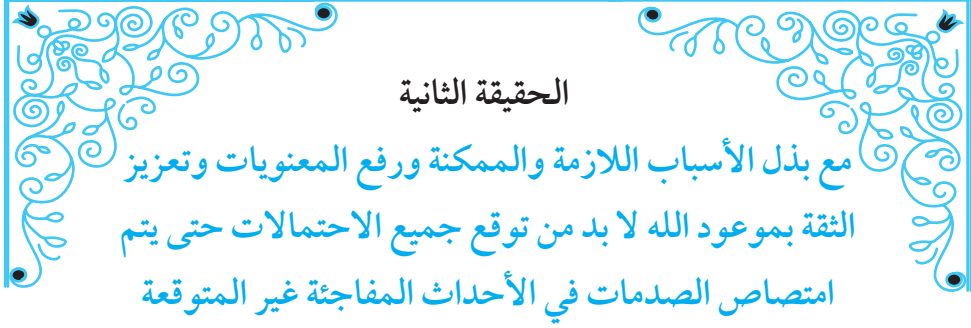 الحقيقة الثانية
مع بذل الأسباب اللازمة والممكنة ورفع المعنويات وتعزيز
الثقة بموعود الله لا بد من توقع جميع الاحتمالات حتى يتم
امتصاص الصدمات في الأحداث المفاجئة غير المتوقعة